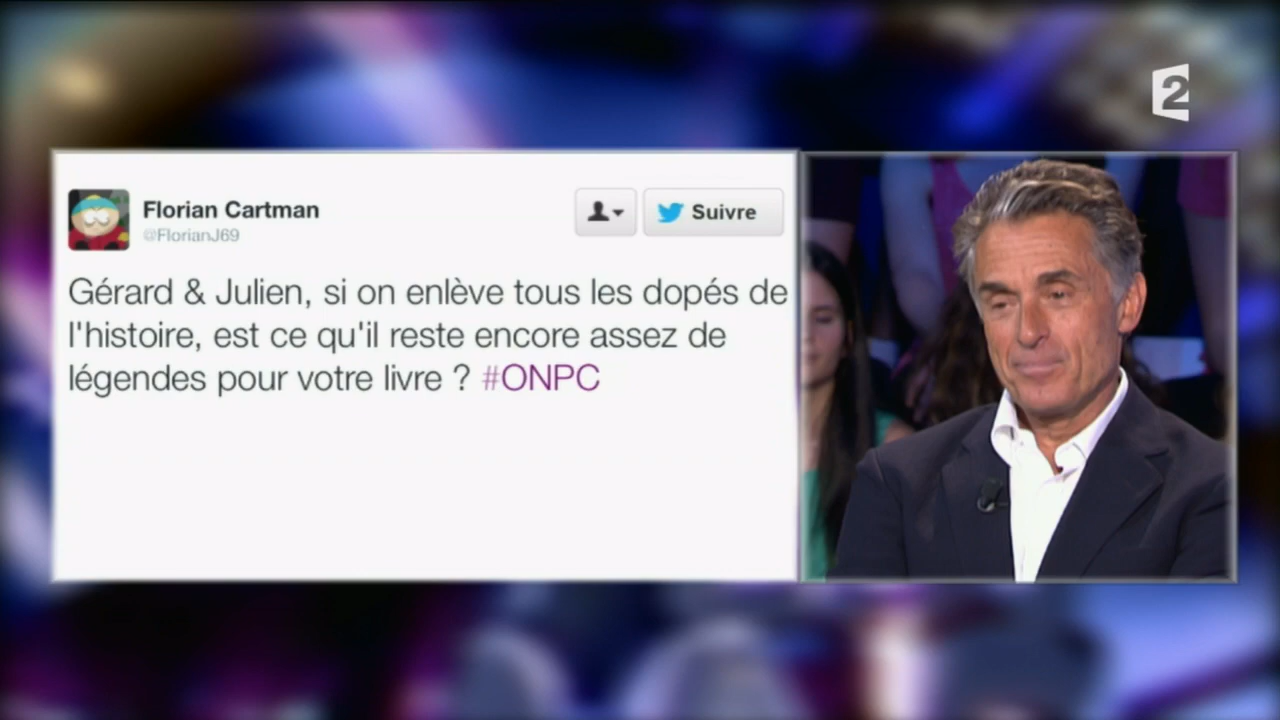 2
Florian Cartman
@FlorianJ69
Suivre
Gérard & Julien, si on enlève tous les dopés de
l'histoire, est ce qu'il reste encore assez de
légendes pour votre livre ? #ONPC